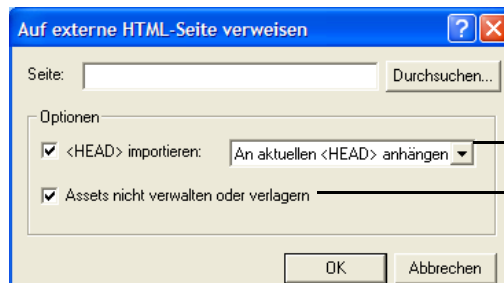 Auf externe HTML-Seite verweisen
Seite: Durchsuchen...
Optionen
<HEAD> importieren: An aktuellen <HEAD> anhängen
Assets nicht verwalten oder verlagern
OK Abbrechen